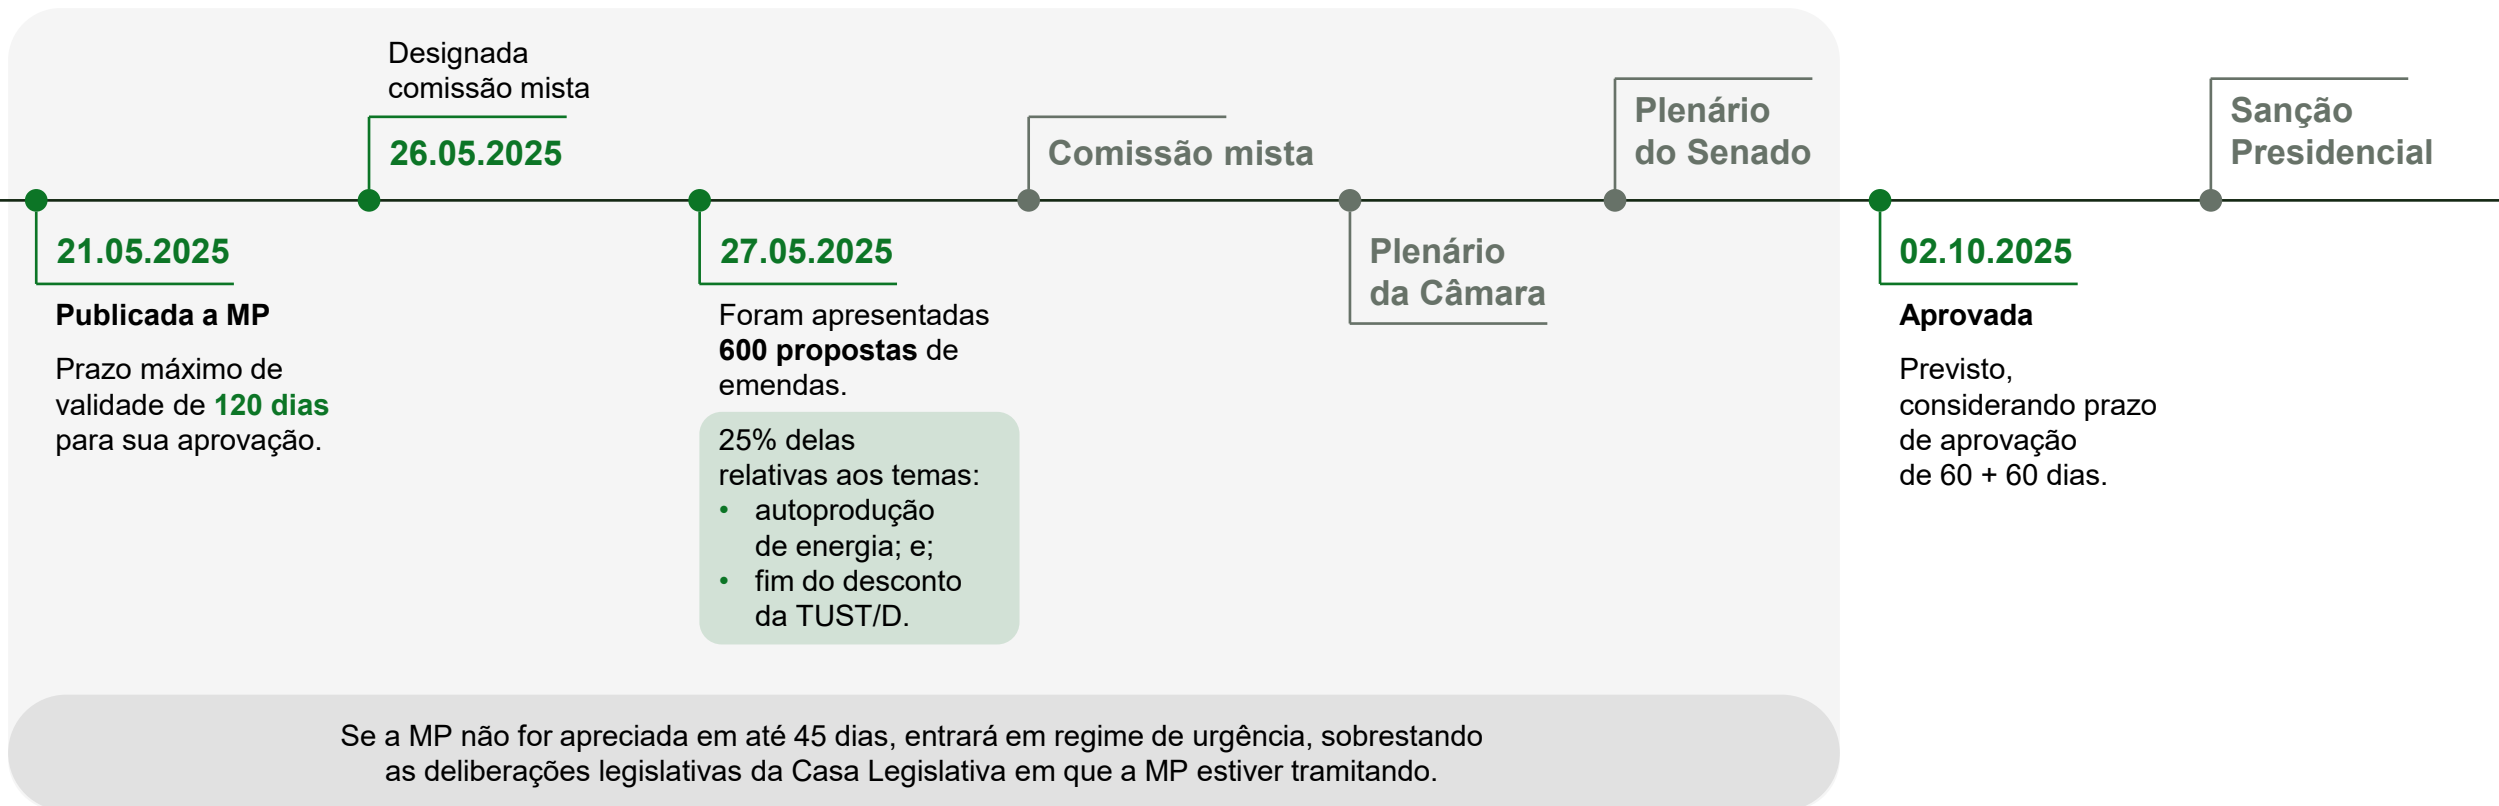 21.05.2025
Publicada a MP
Prazo máximo de
validade de 120 dias
para sua aprovação.
Designada
comissão mista
26.05.2025
27.05.2025
Foram apresentadas
600 propostas de
emendas.
25% delas
relativas aos temas:
• autoprodução
de energia; e;
• fim do desconto
da TUST/D.
Comissão mista
Plenário
da Câmara
Plenário
do Senado
02.10.2025
Aprovada
Previsto,
considerando prazo
de aprovação
de 60 + 60 dias.
Sanção
Presidencial
Se a MP não for apreciada em até 45 dias, entrará em regime de urgência, sobrestando
as deliberações legislativas da Casa Legislativa em que a MP estiver tramitando.